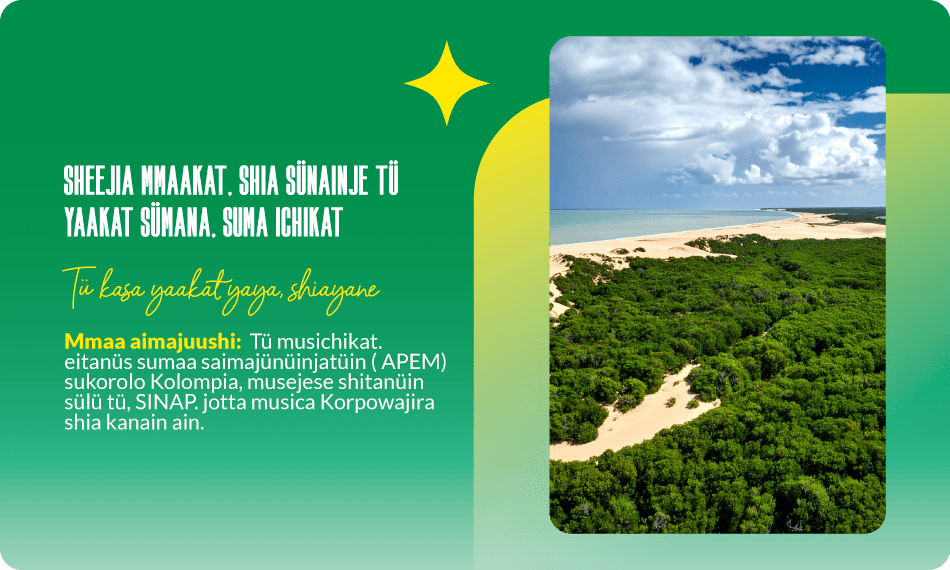 SHEEJIA MMAAKAT. SHIA SÜNAINJE TÜ
YAAKAT SÜMANA. SUMA ICHIKAT
Tü kasa yaakat yaya, shiayane
Mmaa aimajuushi: Tü musichikat.
eitanüs sumaa saimajünüinjatüin ( APEM)
sukorolo Kolompia, musejese shitanüin
sülü tü, SINAP. jotta musica Korpowajira
shia kanain ain.